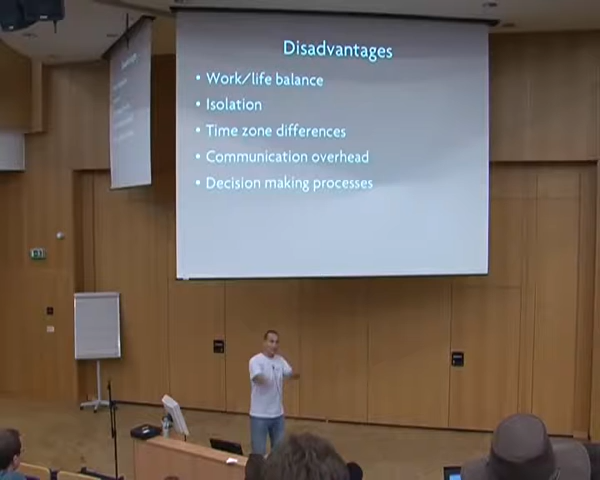 Disadvantages
• Work/life balance
• Isolation
• Time zone differences
• Communication overhead
• Decision making processes